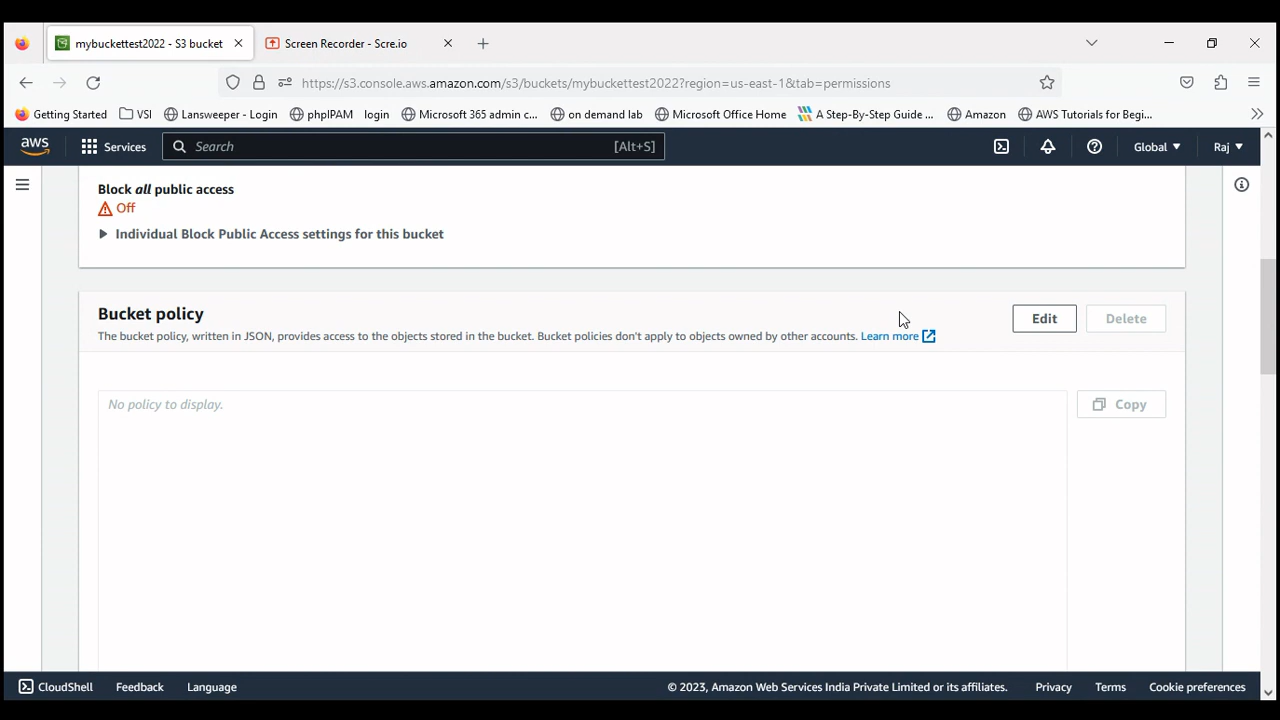 mybuckettest2022 - S3 bucket
Screen Recorder - Scre.io
https://s3.console.aws.amazon.com/s3/buckets/mybuckettest2022?region=us-east-1&tab=permissions
Getting Started VSI Lansweeper - Login phpIPAM login Microsoft 365 admin c... on demand lab Microsoft Office Home A Step-By-Step Guide ... Amazon AWS Tutorials for Begi...
aws Services Search [Alt+S] Global Raj
Block all public access
Off
Individual Block Public Access settings for this bucket
Bucket policy
Edit Delete
The bucket policy, written in JSON, provides access to the objects stored in the bucket. Bucket policies don't apply to objects owned by other accounts. Learn more
No policy to display.
Copy
CloudShell Feedback Language © 2023, Amazon Web Services India Private Limited or its affiliates. Privacy Terms Cookie preferences